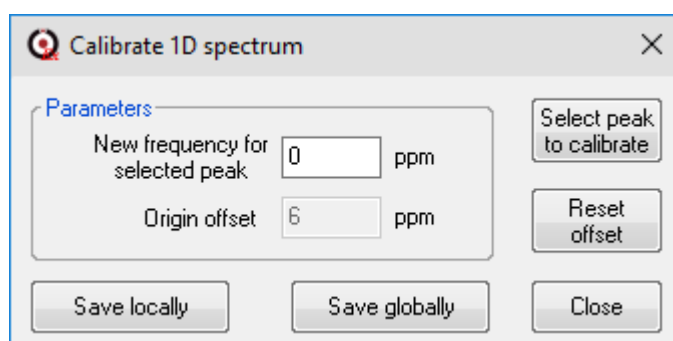 Calibrate 1D spectrum
Parameters
New frequency for
selected peak
0
ppm
Origin offset
6
ppm
Select peak
to calibrate
Reset
offset
Save locally
Save globally
Close